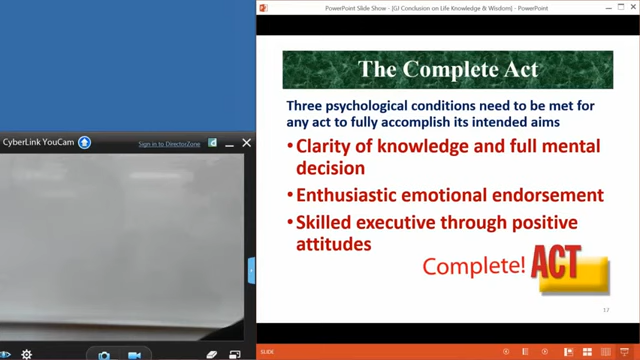 PowerPoint Slide Show - [GI Conclusion on Life Knowledge & Wisdom] - PowerPoint
The Complete Act
Three psychological conditions need to be met for
any act to fully accomplish its intended aims
•Clarity of knowledge and full mental
decision
•Enthusiastic emotional endorsement
•Skilled executive through positive
attitudes
Complete! ACT
17
SLIDE
CyberLink YouCam
Sign in to DirectorZone